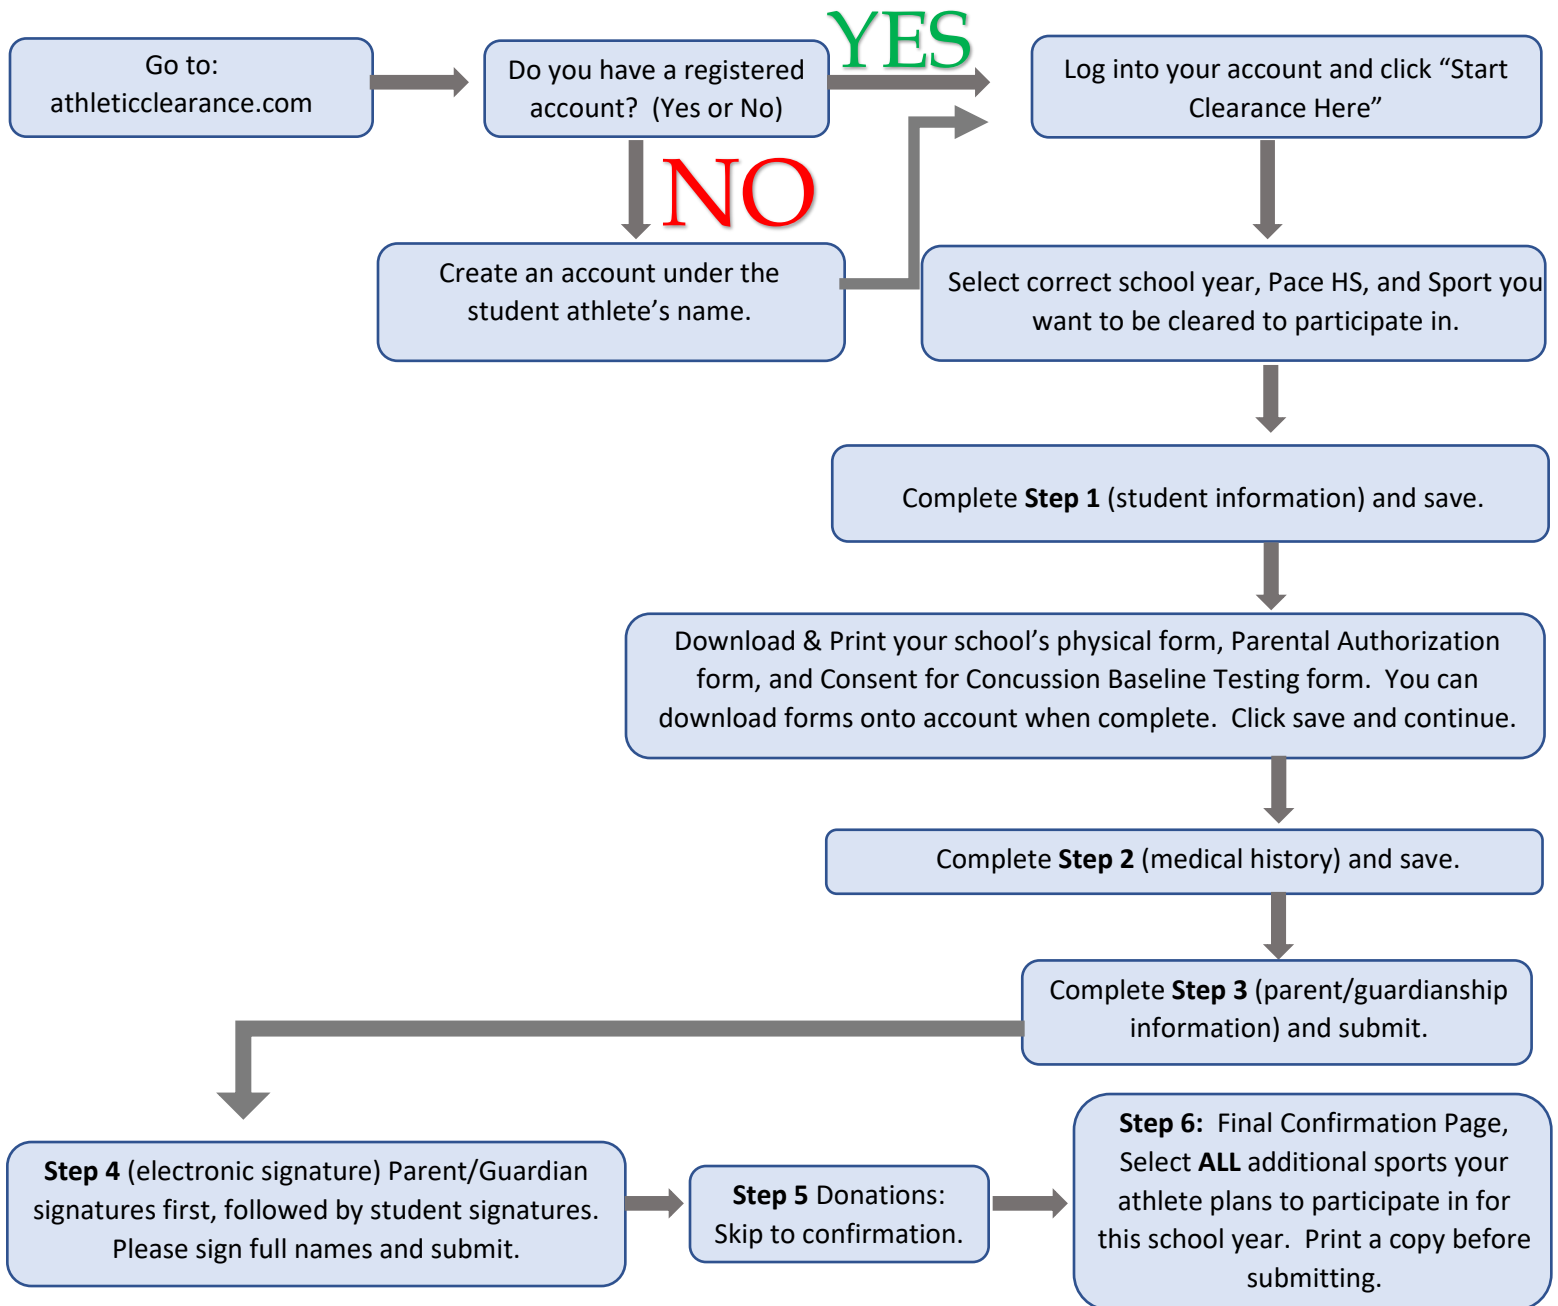 Go to:
athleticclearance.com
Do you have a registered
account?  (Yes or No)
YES
Log into your account and click “Start
Clearance Here”
NO
Create an account under the
student athlete’s name.
Select correct school year, Pace HS, and Sport you
want to be cleared to participate in.
Complete Step 1 (student information) and save.
Download & Print your school’s physical form, Parental Authorization
form, and Consent for Concussion Baseline Testing form.  You can
download forms onto account when complete.  Click save and continue.
Complete Step 2 (medical history) and save.
Complete Step 3 (parent/guardianship
information) and submit.
Step 4 (electronic signature) Parent/Guardian
signatures first, followed by student signatures.
Please sign full names and submit.
Step 5 Donations:
Skip to confirmation.
Step 6:  Final Confirmation Page,
Select ALL additional sports your
athlete plans to participate in for
this school year.  Print a copy before
submitting.